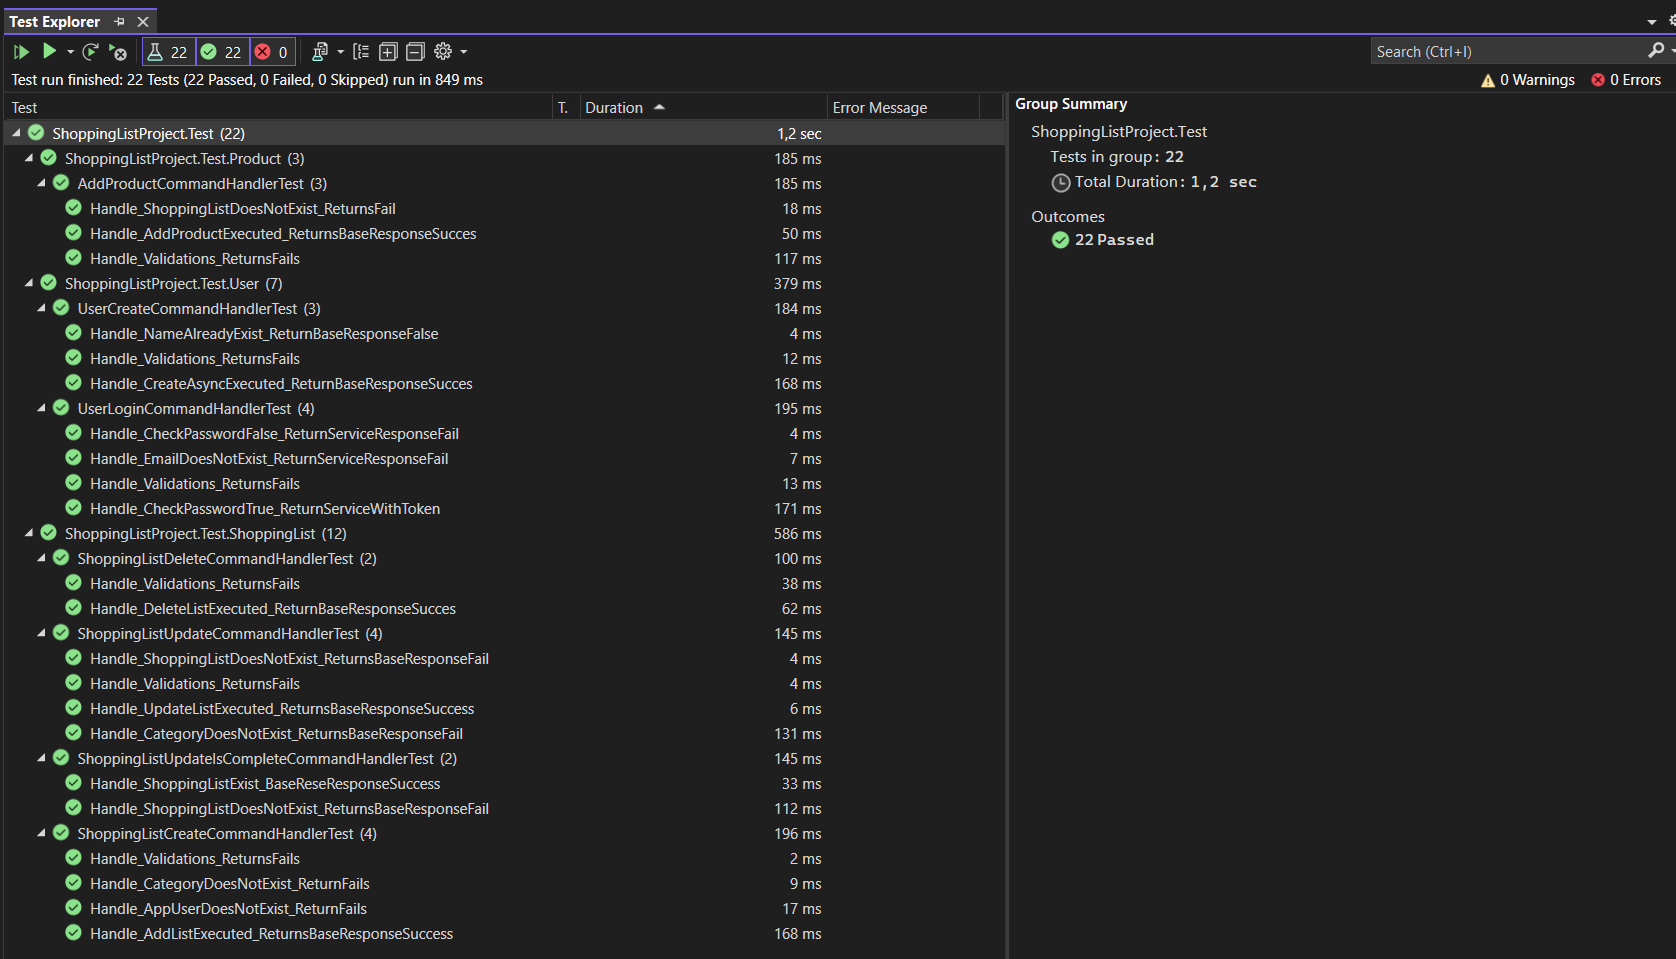 Test Explorer
22 22 0
Search (Ctrl+I)
Test run finished: 22 Tests (22 Passed, 0 Failed, 0 Skipped) run in 849 ms
0 Warnings 0 Errors
Test T. Duration Error Message
ShoppingListProject.Test (22) 1,2 sec
ShoppingListProject.Test.Product (3) 185 ms
AddProductCommandHandlerTest (3) 185 ms
Handle_ShoppingListDoesNotExist_ReturnsFail 18 ms
Handle_AddProductExecuted_ReturnsBaseResponseSucces 50 ms
Handle_Validations_ReturnsFails 117 ms
ShoppingListProject.Test.User (7) 379 ms
UserCreateCommandHandlerTest (3) 184 ms
Handle_NameAlreadyExist_ReturnBaseResponseFalse 4 ms
Handle_Validations_ReturnsFails 12 ms
Handle_CreateAsyncExecuted_ReturnBaseResponseSucces 168 ms
UserLoginCommandHandlerTest (4) 195 ms
Handle_CheckPasswordFalse_ReturnServiceResponseFail 4 ms
Handle_EmailDoesNotExist_ReturnServiceResponseFail 7 ms
Handle_Validations_ReturnsFails 13 ms
Handle_CheckPasswordTrue_ReturnServiceWithToken 171 ms
ShoppingListProject.Test.ShoppingList (12) 586 ms
ShoppingListDeleteCommandHandlerTest (2) 100 ms
Handle_Validations_ReturnsFails 38 ms
Handle_DeleteListExecuted_ReturnBaseResponseSucces 62 ms
ShoppingListUpdateCommandHandlerTest (4) 145 ms
Handle_ShoppingListDoesNotExist_ReturnsBaseResponseFail 4 ms
Handle_Validations_ReturnsFails 4 ms
Handle_UpdateListExecuted_ReturnsBaseResponseSuccess 6 ms
Handle_CategoryDoesNotExist_ReturnsBaseResponseFail 131 ms
ShoppingListUpdateIsCompleteCommandHandlerTest (2) 145 ms
Handle_ShoppingListExist_BaseReseResponseSuccess 33 ms
Handle_ShoppingListDoesNotExist_ReturnsBaseResponseFail 112 ms
ShoppingListCreateCommandHandlerTest (4) 196 ms
Handle_Validations_ReturnsFails 2 ms
Handle_CategoryDoesNotExist_ReturnFails 9 ms
Handle_AppUserDoesNotExist_ReturnFails 17 ms
Handle_AddListExecuted_ReturnsBaseResponseSuccess 168 ms
Group Summary
ShoppingListProject.Test
Tests in group: 22
Total Duration: 1,2 sec
Outcomes
22 Passed